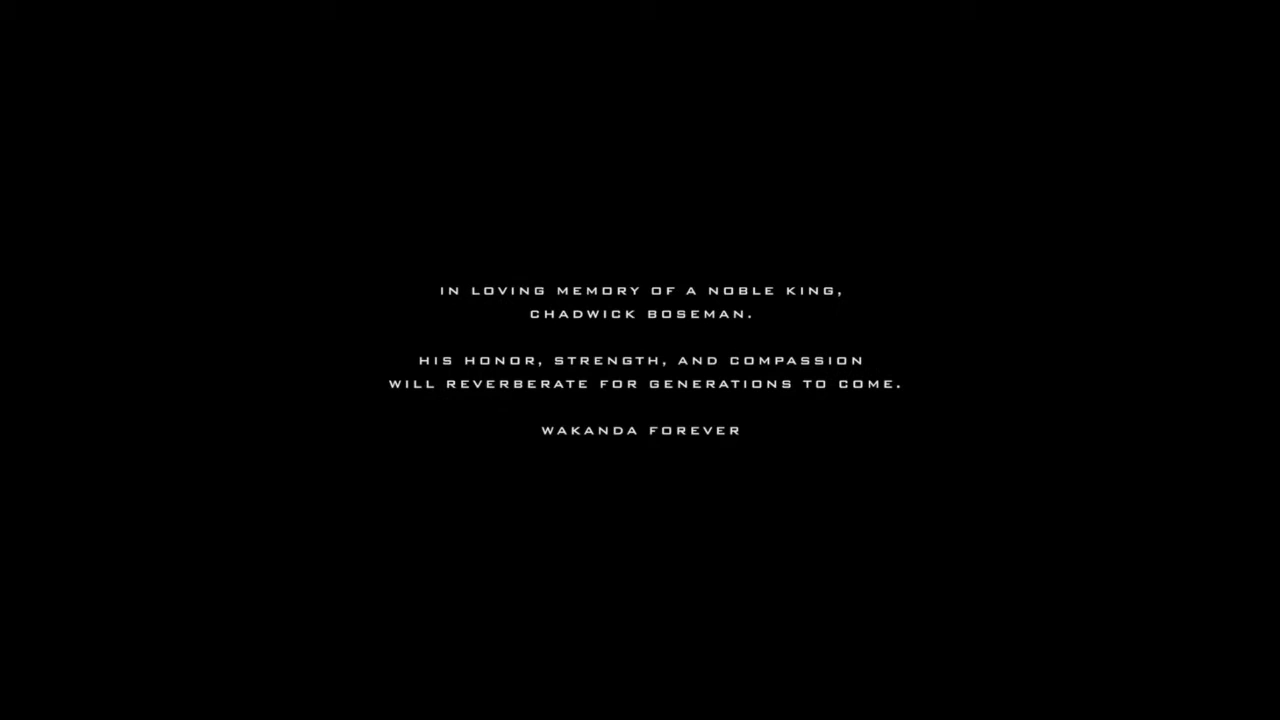 IN LOVING MEMORY OF A NOBLE KING,
CHADWICK BOSEMAN.
HIS HONOR, STRENGTH, AND COMPASSION
WILL REVERBERATE FOR GENERATIONS TO COME.
WAKANDA FOREVER